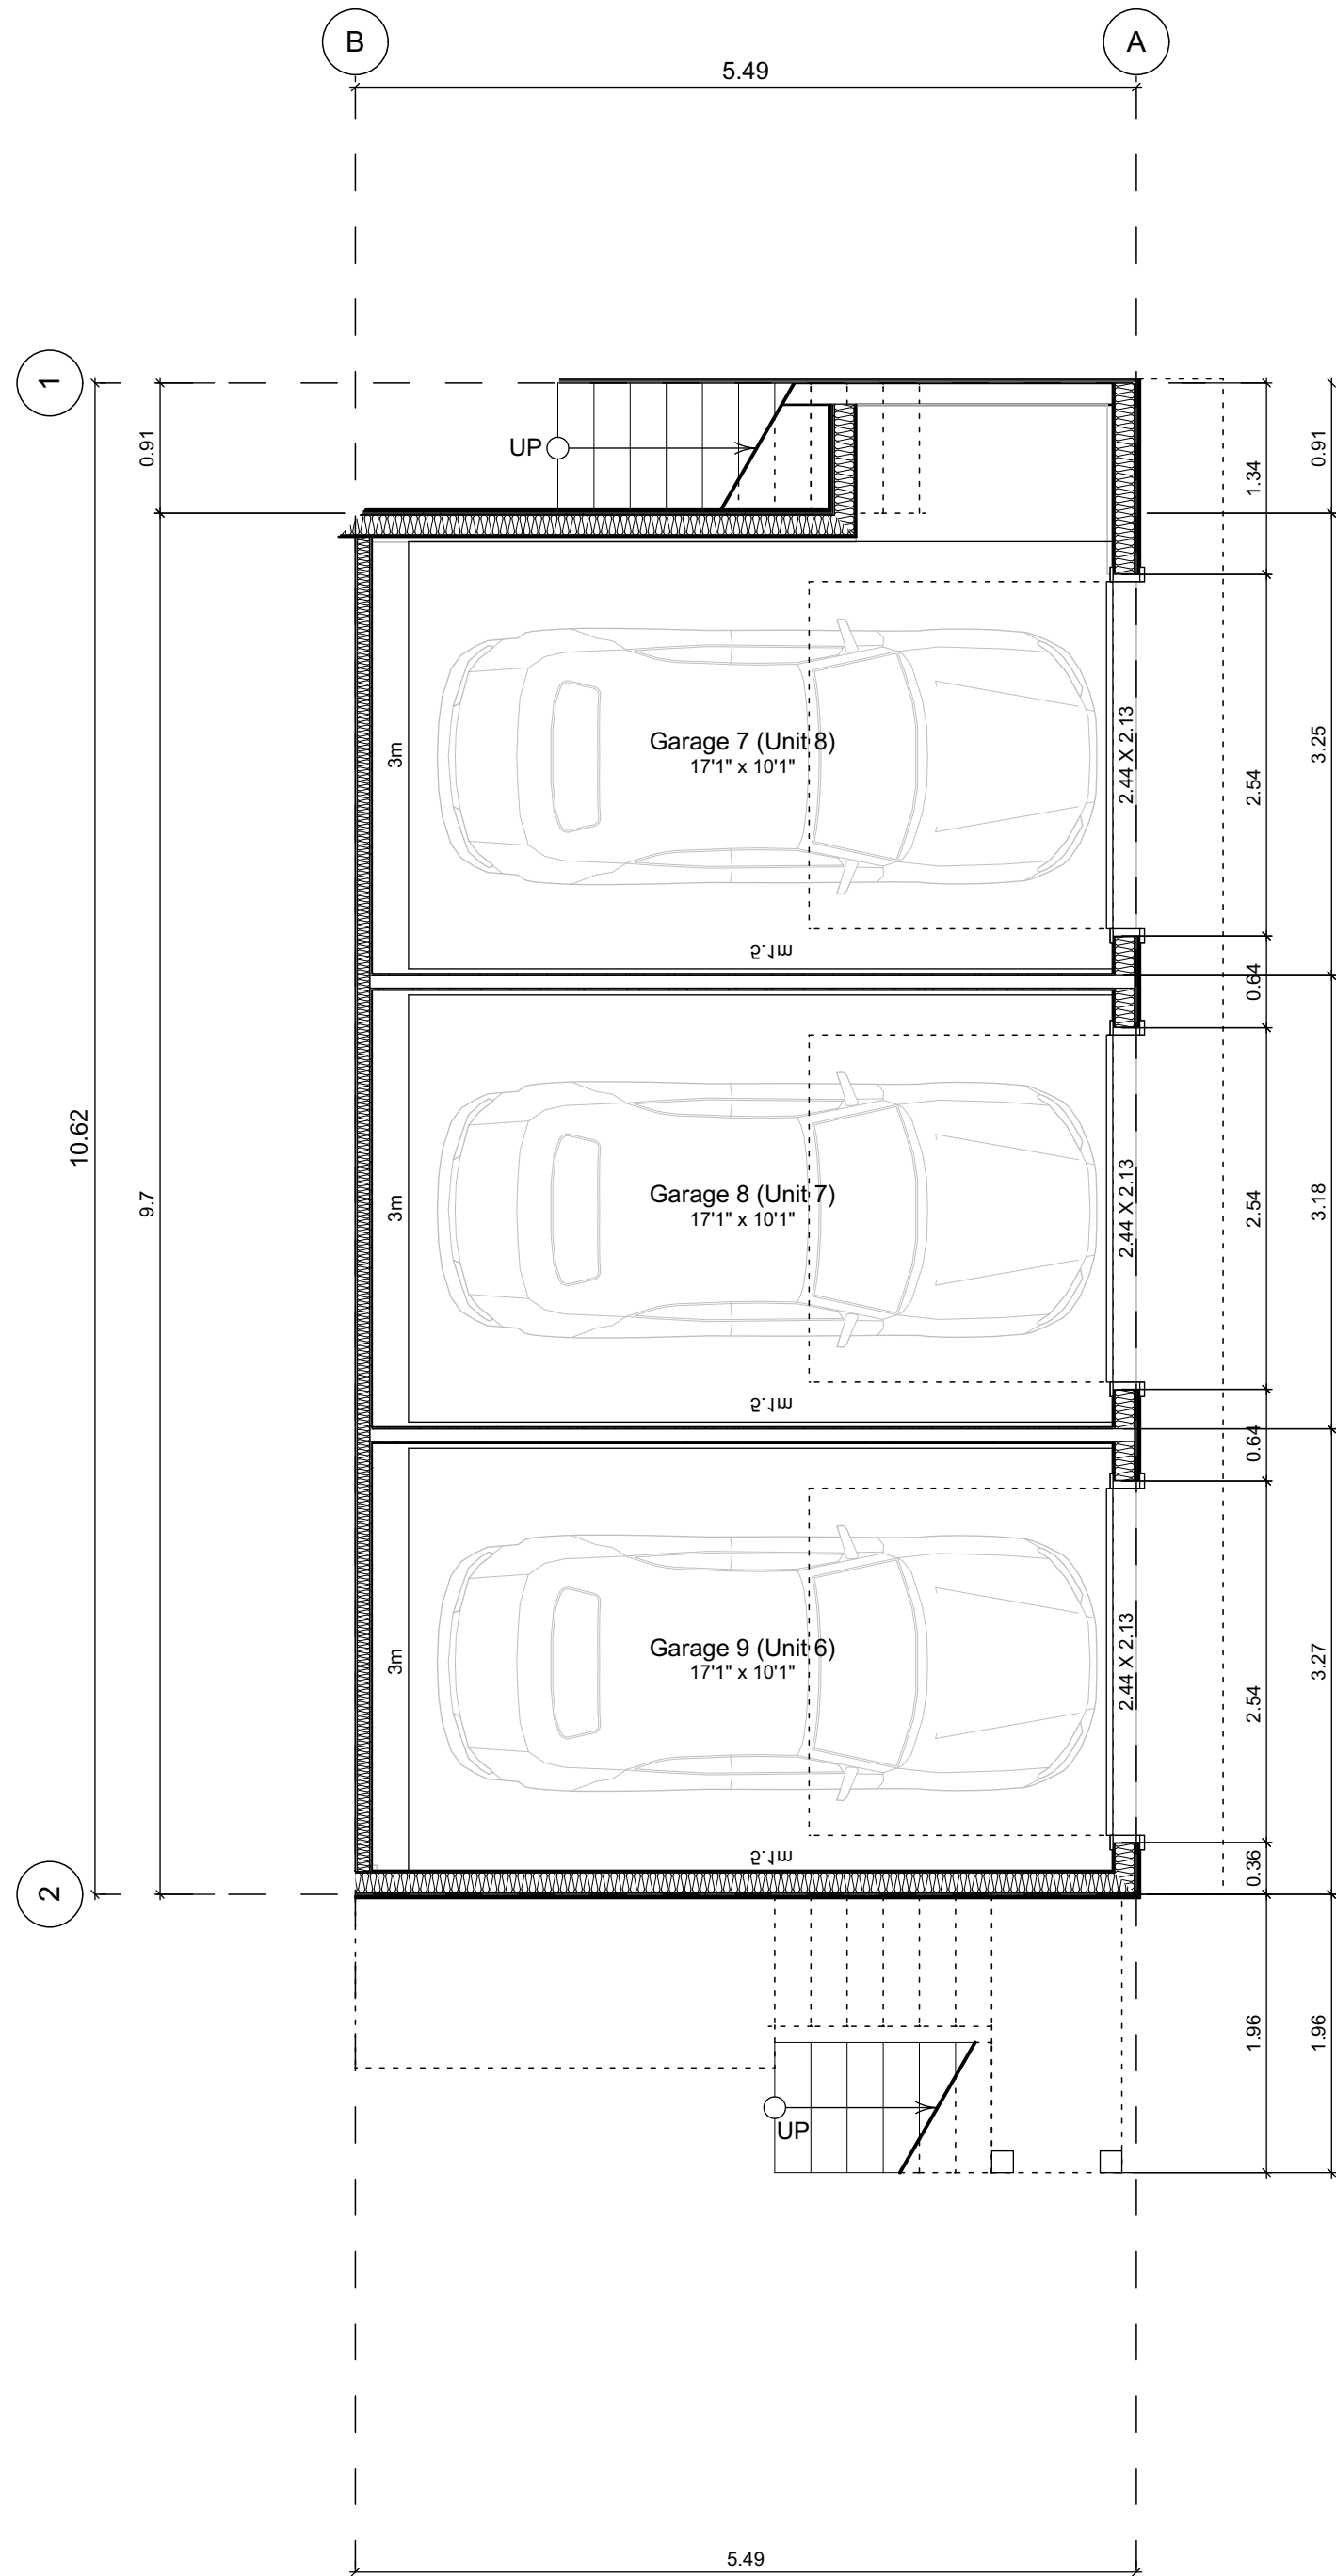 B
A
5.49
1
0.91
0.91
1.34
UP
Garage 7 (Unit 8)
17'1" x 10'1"
3m
5.1m
2.44 X 2.13
2.54
3.25
0.64
10.62
9.7
Garage 8 (Unit 7)
17'1" x 10'1"
3m
5.1m
2.44 X 2.13
2.54
3.18
0.64
Garage 9 (Unit 6)
17'1" x 10'1"
3m
5.1m
2.44 X 2.13
2.54
3.27
0.36
2
1.96
1.96
UP
5.49